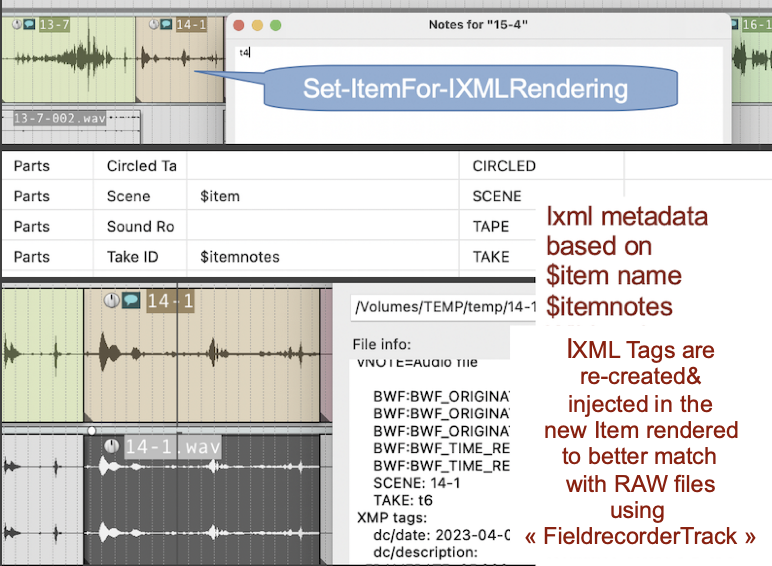 13-7
14-1
Notes for "15-4"
16-1
t4
Set-ItemFor-IXMLRendering
13-7-002.wav
Parts Circled Ta CIRCLED
Parts Scene $item SCENE
Parts Sound Ro TAPE
Parts Take ID $itemnotes TAKE
Ixml metadata
based on
$item name
$itemnotes
14-1
/Volumes/TEMP/temp/14-1
File info:
VNOTE=Audio file
BWF:BWF_ORIGINA
BWF:BWF_ORIGINA
BWF:BWF_ORIGINA
BWF:BWF_TIME_RE
BWF:BWF_TIME_RE
SCENE: 14-1
TAKE: t6
XMP tags:
dc/date: 2023-04-0
dc/description:
14-1.wav
IXML Tags are
re-created&
injected in the
new Item rendered
to better match
with RAW files
using
« FieldrecorderTrack »